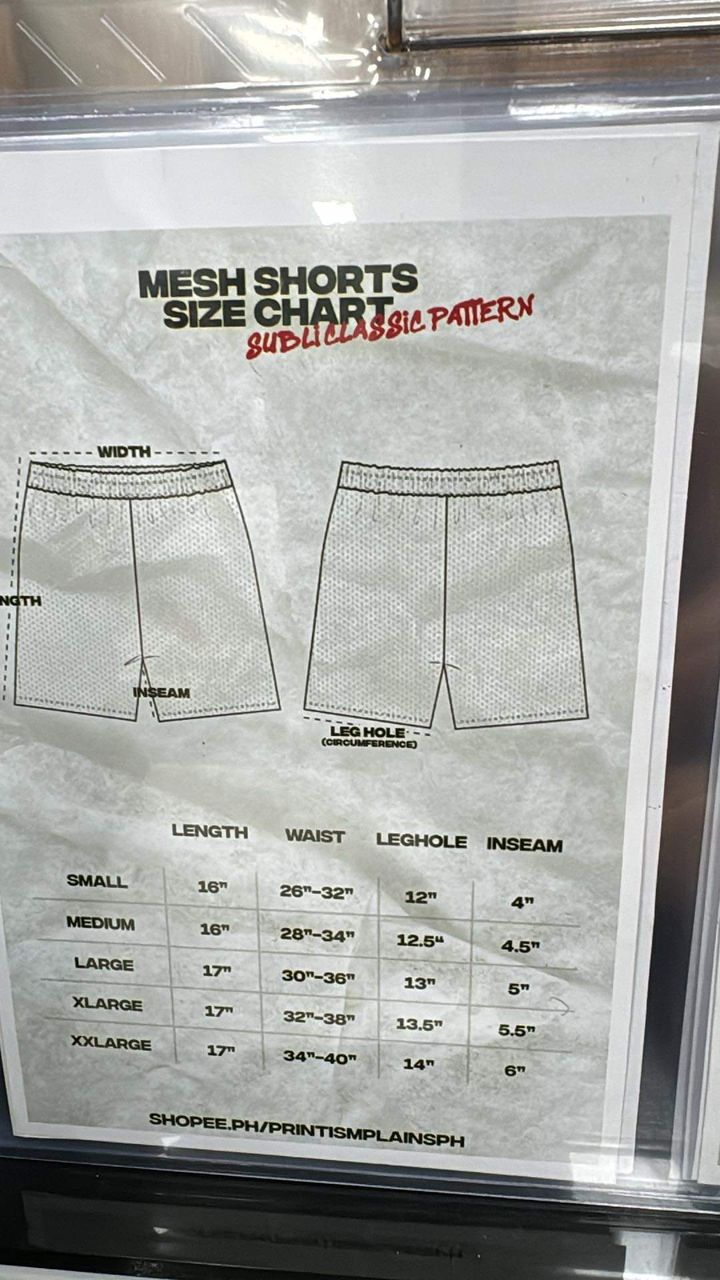 MESH SHORTS
SIZE CHART
SUBLI CLASSIC PATTERN
WIDTH
NGTH
INSEAM
LEG HOLE
(CIRCUMFERENCE)
LENGTH WAIST LEGHOLE INSEAM
SMALL 16" 26"-32" 12" 4"
MEDIUM 16" 28"-34" 12.5" 4.5"
LARGE 17" 30"-36" 13" 5"
XLARGE 17" 32"-38" 13.5" 5.5"
XXLARGE 17" 34"-40" 14" 6"
SHOPEE.PH/PRINTISMPLAINSPH